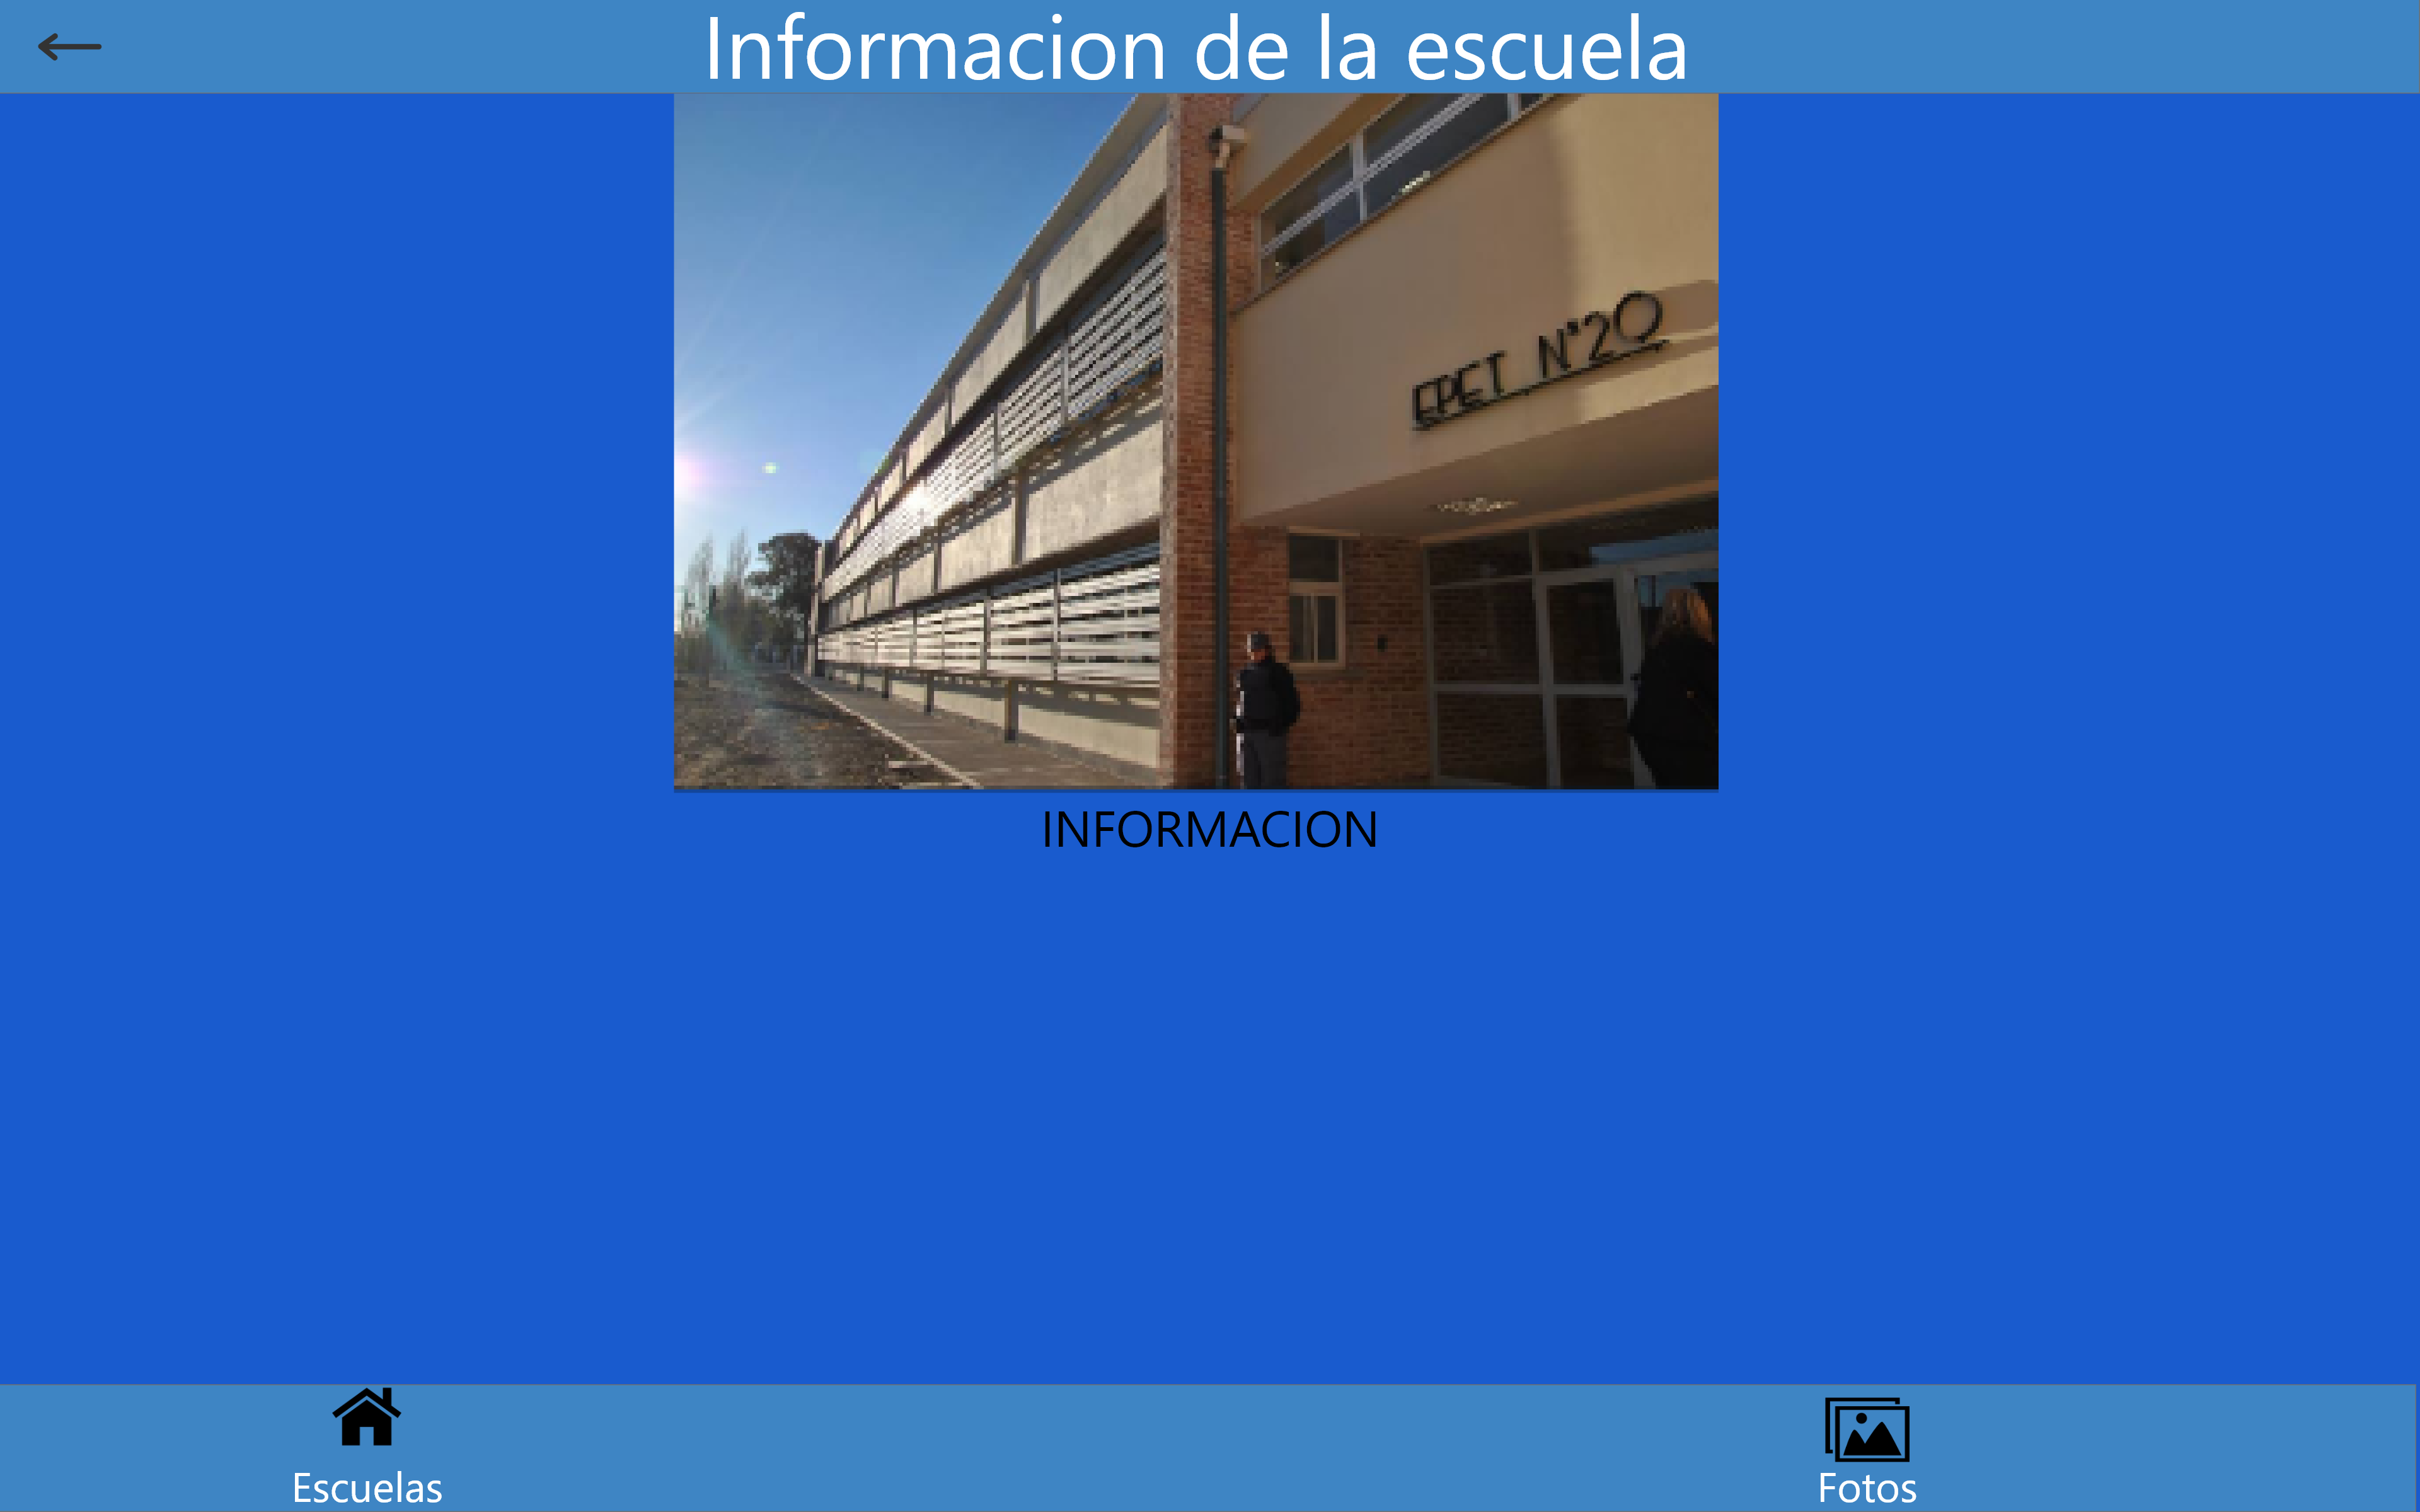 Informacion de la escuela
EPET N°20
INFORMACION
Escuelas
Fotos